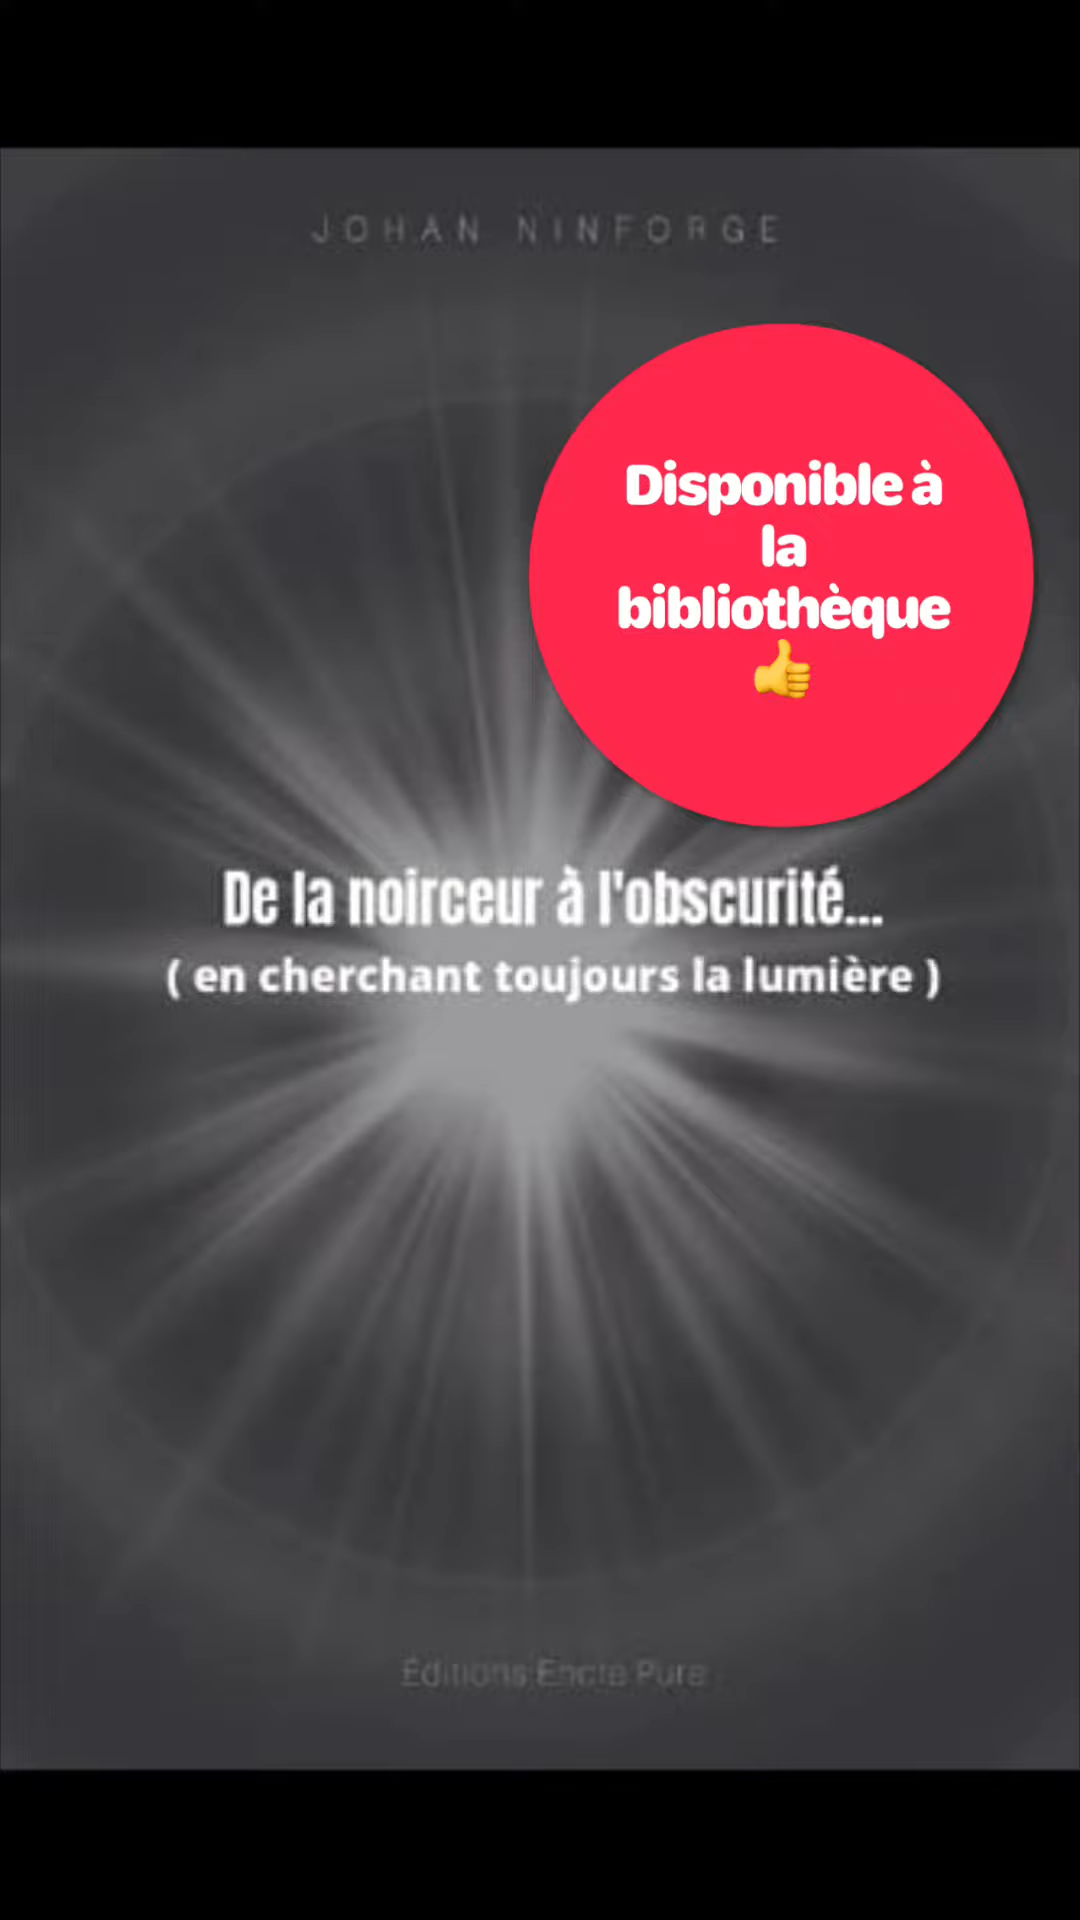 JOHAN NINFORGE
Disponible à
la
bibliothèque
👍
De la noirceur à l'obscurité...
( en cherchant toujours la lumière )
Éditions Encre Pure